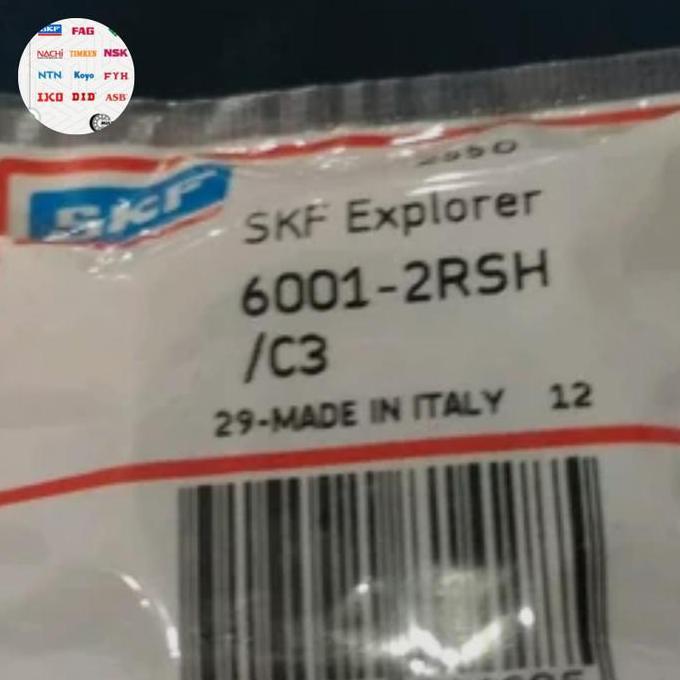 SKF FAG
NACHI TIMKEN NSK
NTN Koyo FYH
IKO DID ASB
SKF
SKF Explorer
6001-2RSH
/C3
29-MADE IN ITALY 12